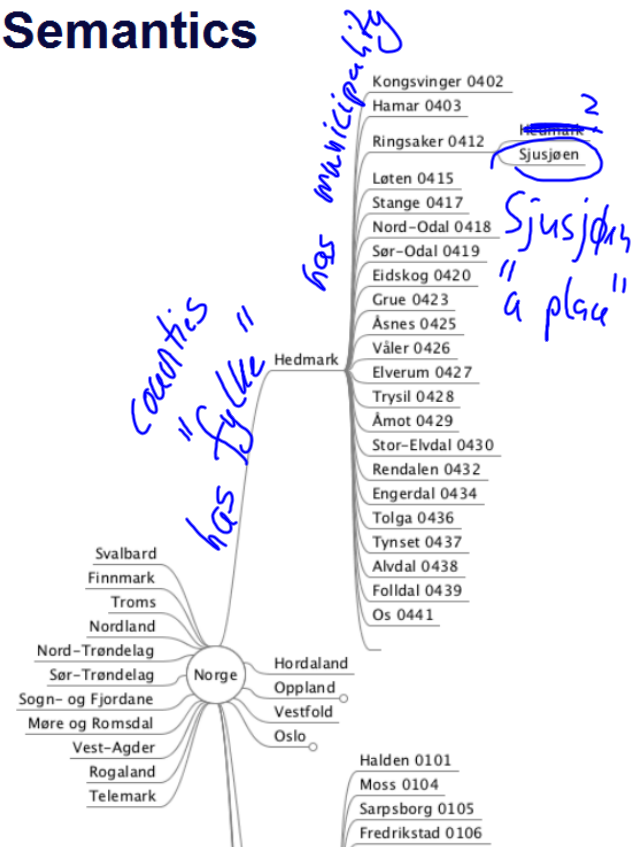 Semantics
has municipality
Kongsvinger 0402
Hamar 0403
2
Ringsaker 0412
Hedmark
Sjusjøen
Løten 0415
Stange 0417
Nord-Odal 0418
Sør-Odal 0419
Eidskog 0420
Grue 0423
Åsnes 0425
Våler 0426
Elverum 0427
Trysil 0428
Åmot 0429
Stor-Elvdal 0430
Rendalen 0432
Engerdal 0434
Tolga 0436
Tynset 0437
Alvdal 0438
Folldal 0439
Os 0441
Sjusjøen
"a place"
Hedmark
counties
has "fylke"
Svalbard
Finnmark
Troms
Nordland
Nord-Trøndelag
Sør-Trøndelag
Sogn- og Fjordane
Møre og Romsdal
Vest-Agder
Rogaland
Telemark
Norge
Hordaland
Oppland
Vestfold
Oslo
Halden 0101
Moss 0104
Sarpsborg 0105
Fredrikstad 0106